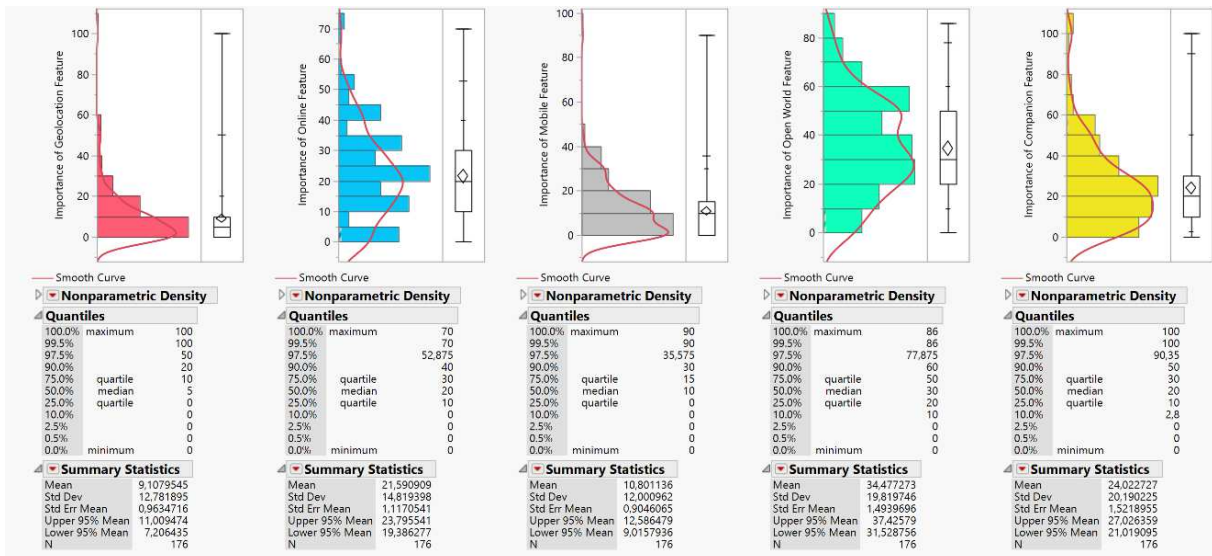 Importance of Geolocation Feature
100
80
60
40
20
0
Smooth Curve
Nonparametric Density
Quantiles
100.0% maximum 100
99.5% 100
97.5% 50
90.0% 20
75.0% quartile 10
50.0% median 5
25.0% quartile 0
10.0% 0
2.5% 0
0.5% 0
0.0% minimum 0
Summary Statistics
Mean 9,1079545
Std Dev 12,781895
Std Err Mean 0,9634716
Upper 95% Mean 11,009474
Lower 95% Mean 7,206435
N 176
Importance of Online Feature
70
60
50
40
30
20
10
0
Smooth Curve
Nonparametric Density
Quantiles
100.0% maximum 70
99.5% 70
97.5% 52,875
90.0% 40
75.0% quartile 30
50.0% median 20
25.0% quartile 10
10.0% 0
2.5% 0
0.5% 0
0.0% minimum 0
Summary Statistics
Mean 21,590909
Std Dev 14,819398
Std Err Mean 1,1170541
Upper 95% Mean 23,795541
Lower 95% Mean 19,386277
N 176
Importance of Mobile Feature
100
80
60
40
20
0
Smooth Curve
Nonparametric Density
Quantiles
100.0% maximum 90
99.5% 90
97.5% 35,575
90.0% 30
75.0% quartile 15
50.0% median 10
25.0% quartile 0
10.0% 0
2.5% 0
0.5% 0
0.0% minimum 0
Summary Statistics
Mean 10,801136
Std Dev 12,000962
Std Err Mean 0,9046065
Upper 95% Mean 12,586479
Lower 95% Mean 9,0157936
N 176
Importance of Open World Feature
80
60
40
20
0
Smooth Curve
Nonparametric Density
Quantiles
100.0% maximum 86
99.5% 86
97.5% 77,875
90.0% 60
75.0% quartile 50
50.0% median 30
25.0% quartile 20
10.0% 10
2.5% 0
0.5% 0
0.0% minimum 0
Summary Statistics
Mean 34,477273
Std Dev 19,819746
Std Err Mean 1,4939696
Upper 95% Mean 37,42579
Lower 95% Mean 31,528756
N 176
Importance of Companion Feature
100
80
60
40
20
0
Smooth Curve
Nonparametric Density
Quantiles
100.0% maximum 100
99.5% 100
97.5% 90,35
90.0% 50
75.0% quartile 30
50.0% median 20
25.0% quartile 10
10.0% 2,8
2.5% 0
0.5% 0
0.0% minimum 0
Summary Statistics
Mean 24,022727
Std Dev 20,190225
Std Err Mean 1,5218955
Upper 95% Mean 27,026359
Lower 95% Mean 21,019095
N 176